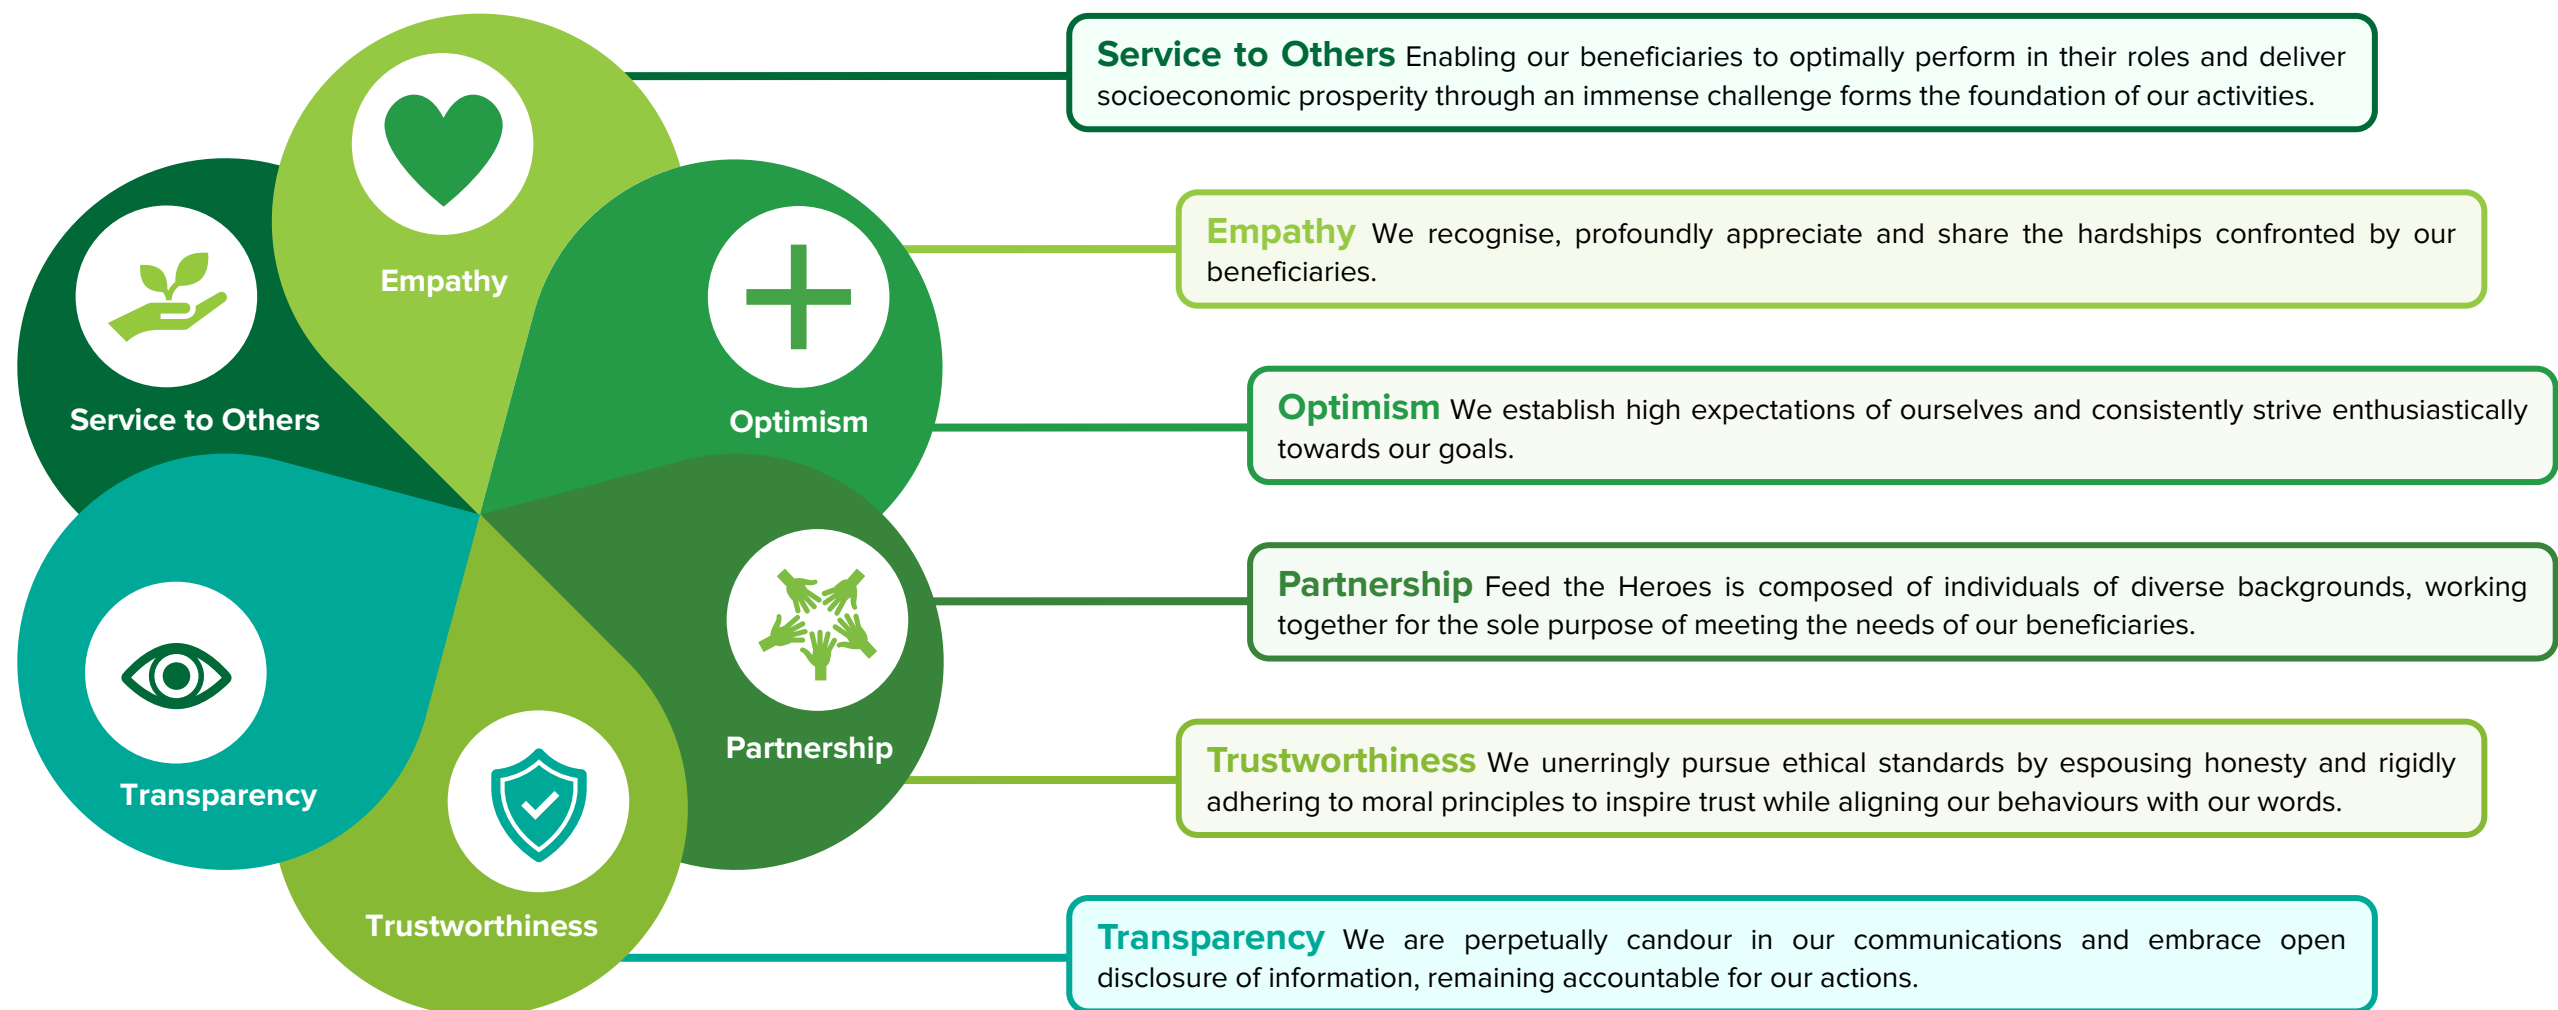 Empathy
Service to Others
Optimism
Transparency
Partnership
Trustworthiness
Service to Others Enabling our beneficiaries to optimally perform in their roles and deliver
socioeconomic prosperity through an immense challenge forms the foundation of our activities.
Empathy We recognise, profoundly appreciate and share the hardships confronted by our
beneficiaries.
Optimism We establish high expectations of ourselves and consistently strive enthusiastically
towards our goals.
Partnership Feed the Heroes is composed of individuals of diverse backgrounds, working
together for the sole purpose of meeting the needs of our beneficiaries.
Trustworthiness We unerringly pursue ethical standards by espousing honesty and rigidly
adhering to moral principles to inspire trust while aligning our behaviours with our words.
Transparency We are perpetually candour in our communications and embrace open
disclosure of information, remaining accountable for our actions.